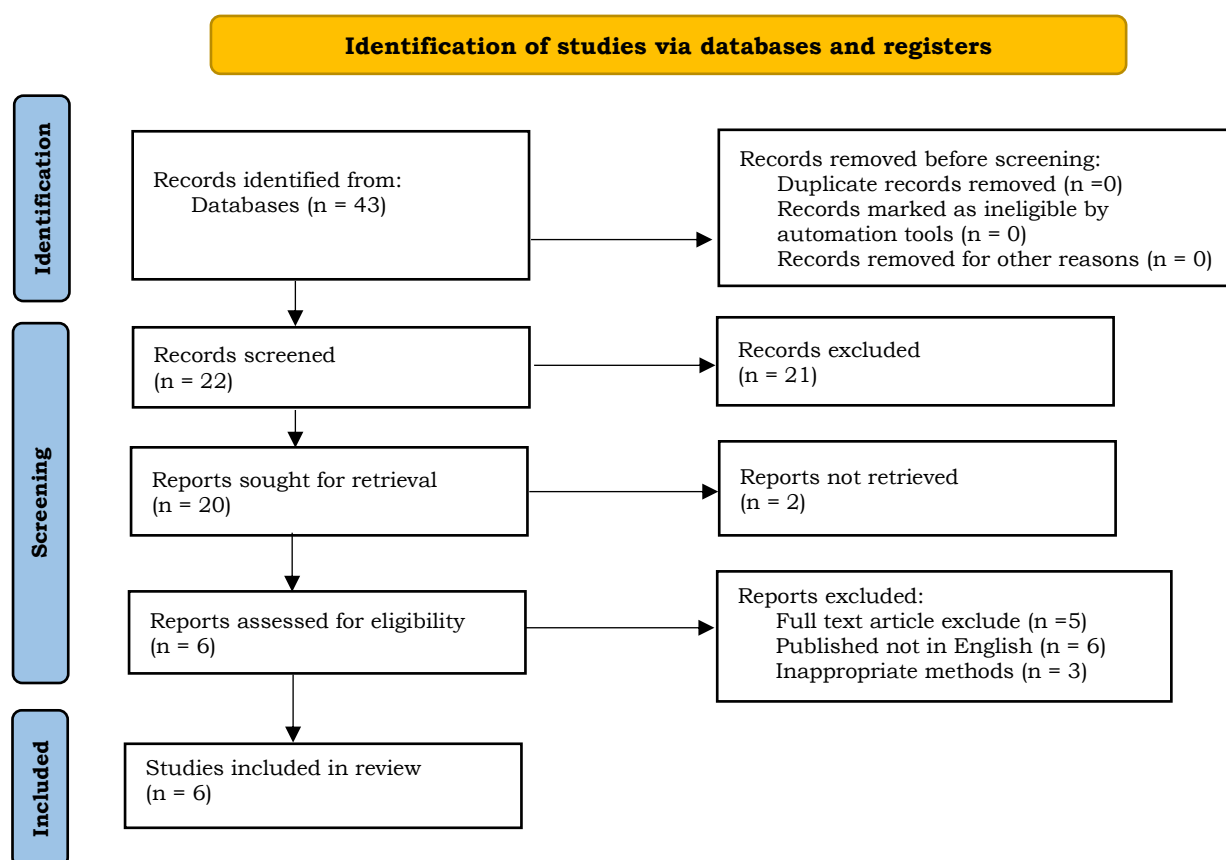 Identification of studies via databases and registers
Identification
Records identified from:
Databases (n = 43)
Records removed before screening:
Duplicate records removed (n =0)
Records marked as ineligible by
automation tools (n = 0)
Records removed for other reasons (n = 0)
Screening
Records screened
(n = 22)
Records excluded
(n = 21)
Reports sought for retrieval
(n = 20)
Reports not retrieved
(n = 2)
Reports assessed for eligibility
(n = 6)
Reports excluded:
Full text article exclude (n =5)
Published not in English (n = 6)
Inappropriate methods (n = 3)
Included
Studies included in review
(n = 6)